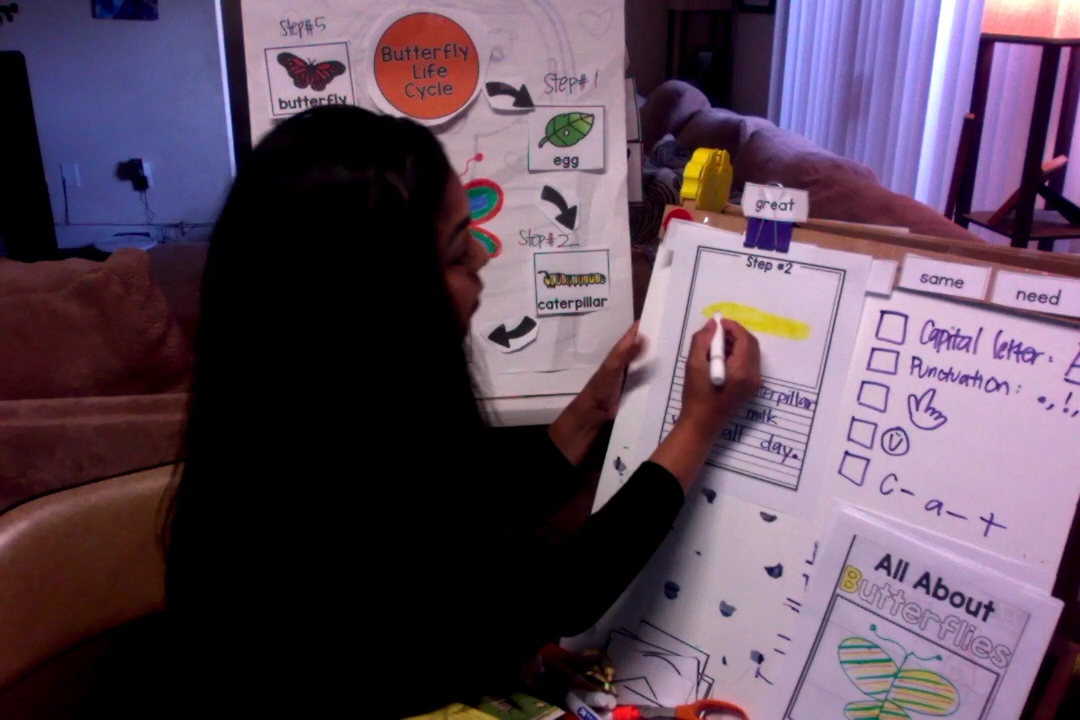 Step#5
butterfly
Butterfly
Life
Cycle
Step#1
egg
Step#2
caterpillar
great
Step #2
terpillar
milk
all day.
same
need
Capital letter:
Punctuation: ., !,
c - a - t
All About
Butterflies